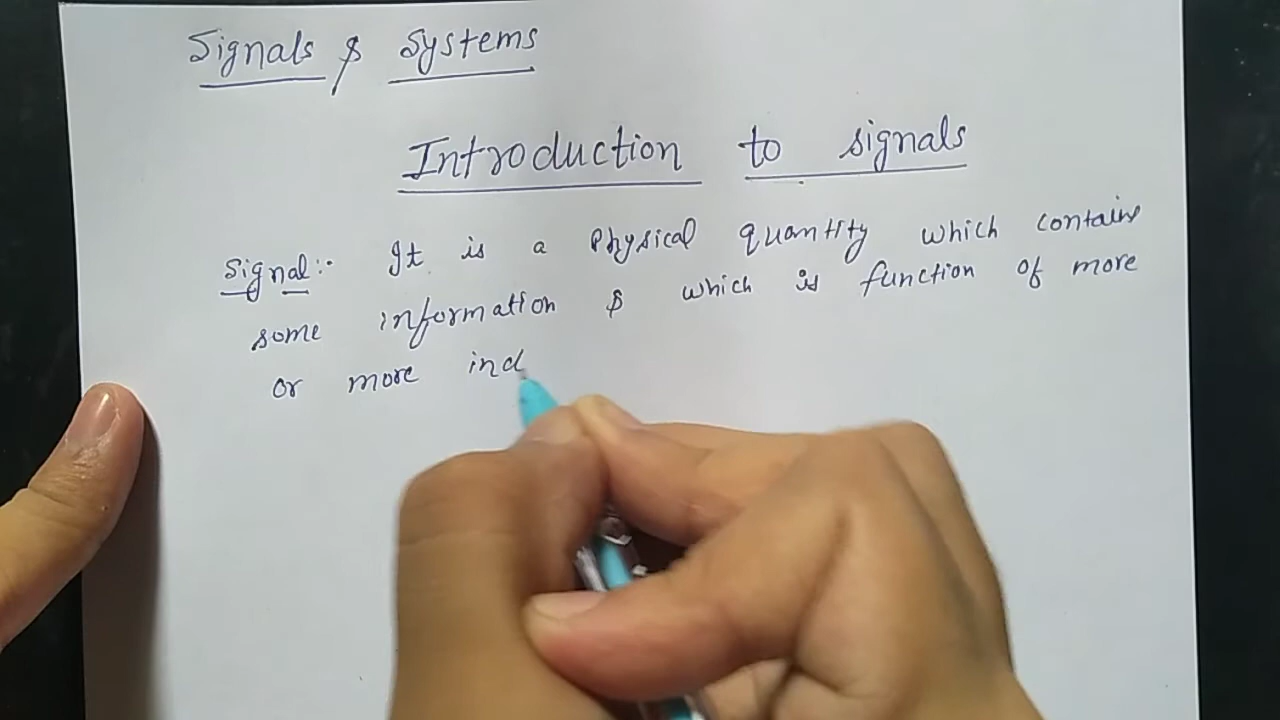 Signals & Systems
Introduction to signals
Signal:- It is a Physical quantity which contains
some information & which is function of more
or more ind